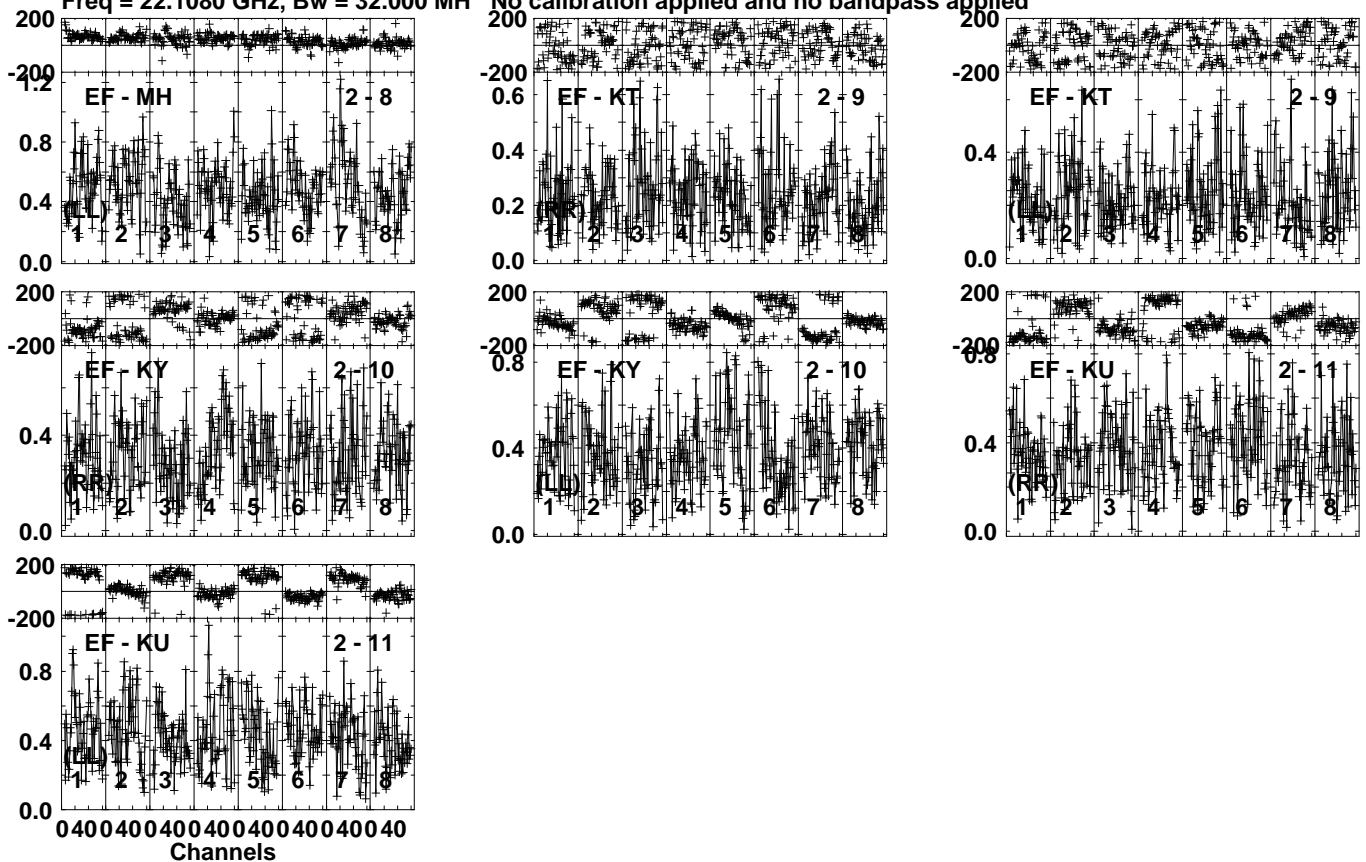 Freq = 22.1080 GHz, Bw = 32.000 MH No calibration applied and no bandpass applied
200
-200
1.2
0.8
0.4
0.0
EF - MH 2 - 8
(LL)
1 2 3 4 5 6 7 8
200
-200
0.6
0.4
0.2
0.0
EF - KT 2 - 9
(RR)
1 2 3 4 5 6 7 8
200
-200
0.4
0.0
EF - KT 2 - 9
(LL)
1 2 3 4 5 6 7 8
200
-200
0.4
0.0
EF - KY 2 - 10
(RR)
1 2 3 4 5 6 7 8
200
-200
0.8
0.6
0.4
0.2
0.0
EF - KY 2 - 10
(LL)
1 2 3 4 5 6 7 8
200
-200
0.8
0.4
0.0
EF - KU 2 - 11
(RR)
1 2 3 4 5 6 7 8
200
-200
0.8
0.4
0.0
EF - KU 2 - 11
(LL)
1 2 3 4 5 6 7 8
0 40 0 40 0 40 0 40 0 40 0 40 0 40 0 40
Channels